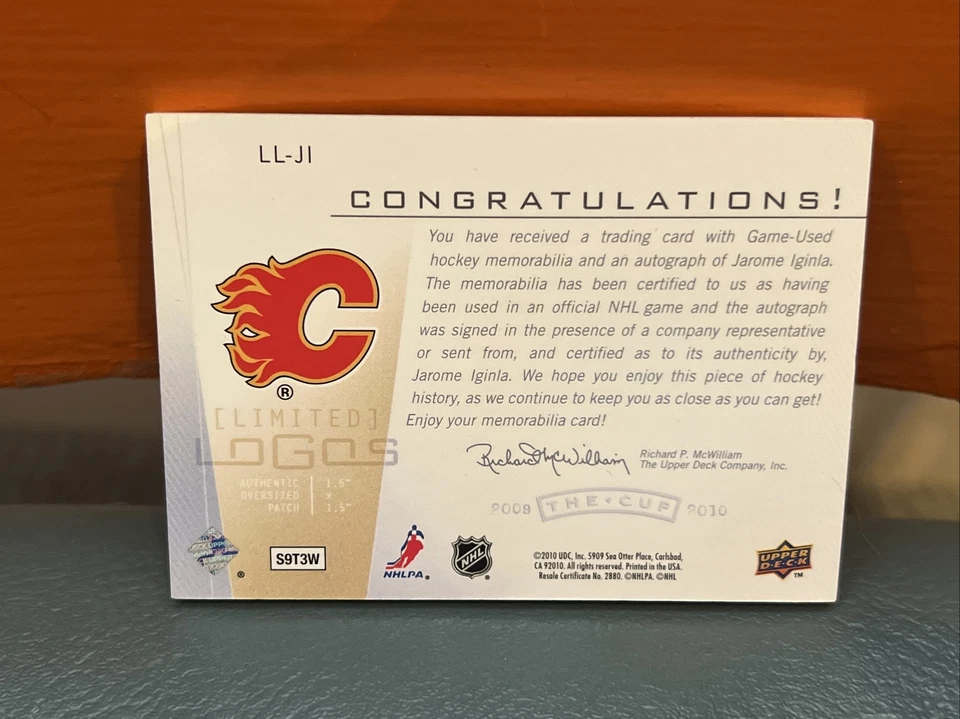 LL-JI
CONGRATULATIONS!
You have received a trading card with Game-Used
hockey memorabilia and an autograph of Jarome Iginla.
The memorabilia has been certified to us as having
been used in an official NHL game and the autograph
was signed in the presence of a company representative
or sent from, and certified as to its authenticity by,
Jarome Iginla. We hope you enjoy this piece of hockey
history, as we continue to keep you as close as you can get!
Enjoy your memorabilia card!
C
®
[LIMITED]
LOGOS
AUTHENTIC 1.5"
OVERSIZED x
PATCH 1.5"
Richard McWilliam
Richard P. McWilliam
The Upper Deck Company, Inc.
2009 THE•CUP 2010
®
S9T3W
NHLPA®
NHL
©2010 UDC, Inc. 5909 Sea Otter Place, Carlsbad,
CA 92010. All rights reserved. Printed in the USA.
Resale Certificate No. 2880. ©NHLPA. ©NHL
UPPER
D•E•C•K
™